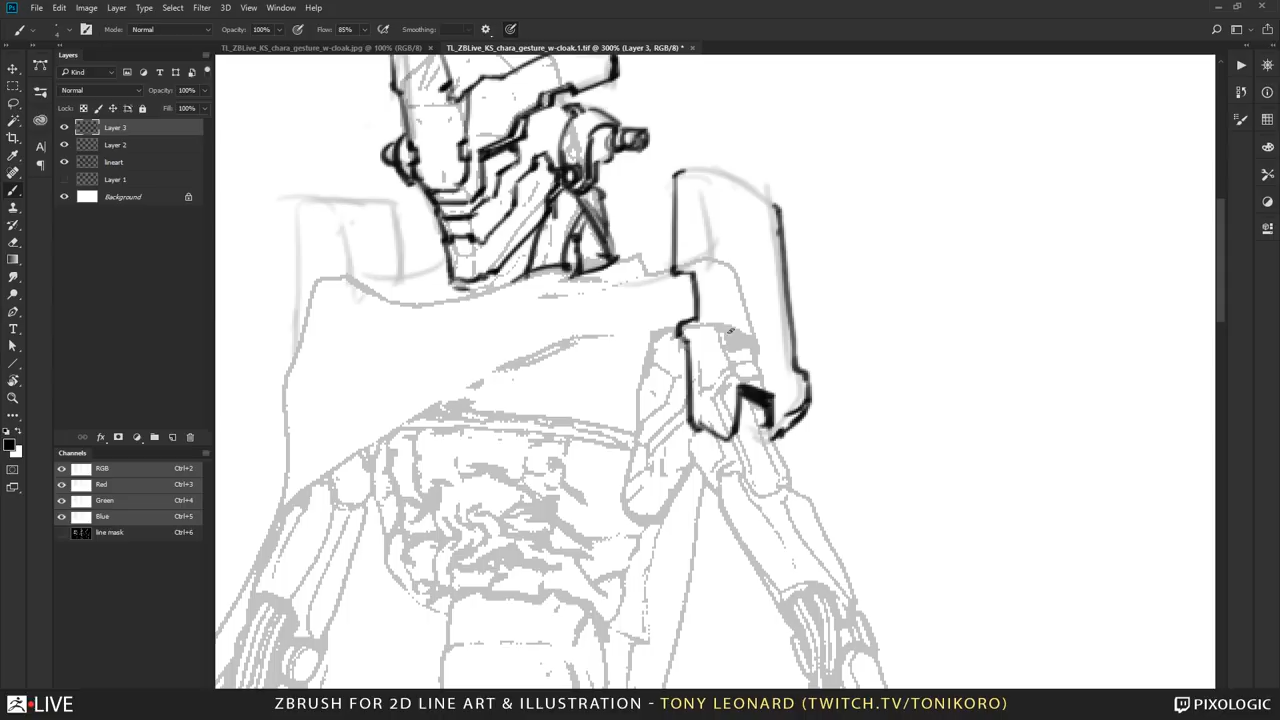 Ps File Edit Image Layer Type Select Filter 3D View Window Help
4 Mode: Normal Opacity: 100% Flow: 85% Smoothing:
TL_ZBLive_KS_chara_gesture_w-cloak.jpg @ 100% (RGB/8) × TL_ZBLive_KS_chara_gesture_w-cloak.1.tif @ 300% (Layer 3, RGB/8) * ×
Layers
Kind
Normal Opacity: 100%
Lock: Fill: 100%
Layer 3
Layer 2
lineart
Layer 1
Background
fx
Channels
RGB Ctrl+2
Red Ctrl+3
Green Ctrl+4
Blue Ctrl+5
line mask Ctrl+6
LIVE ZBRUSH FOR 2D LINE ART & ILLUSTRATION - TONY LEONARD (TWITCH.TV/TONIKORO) PIXOLOGIC